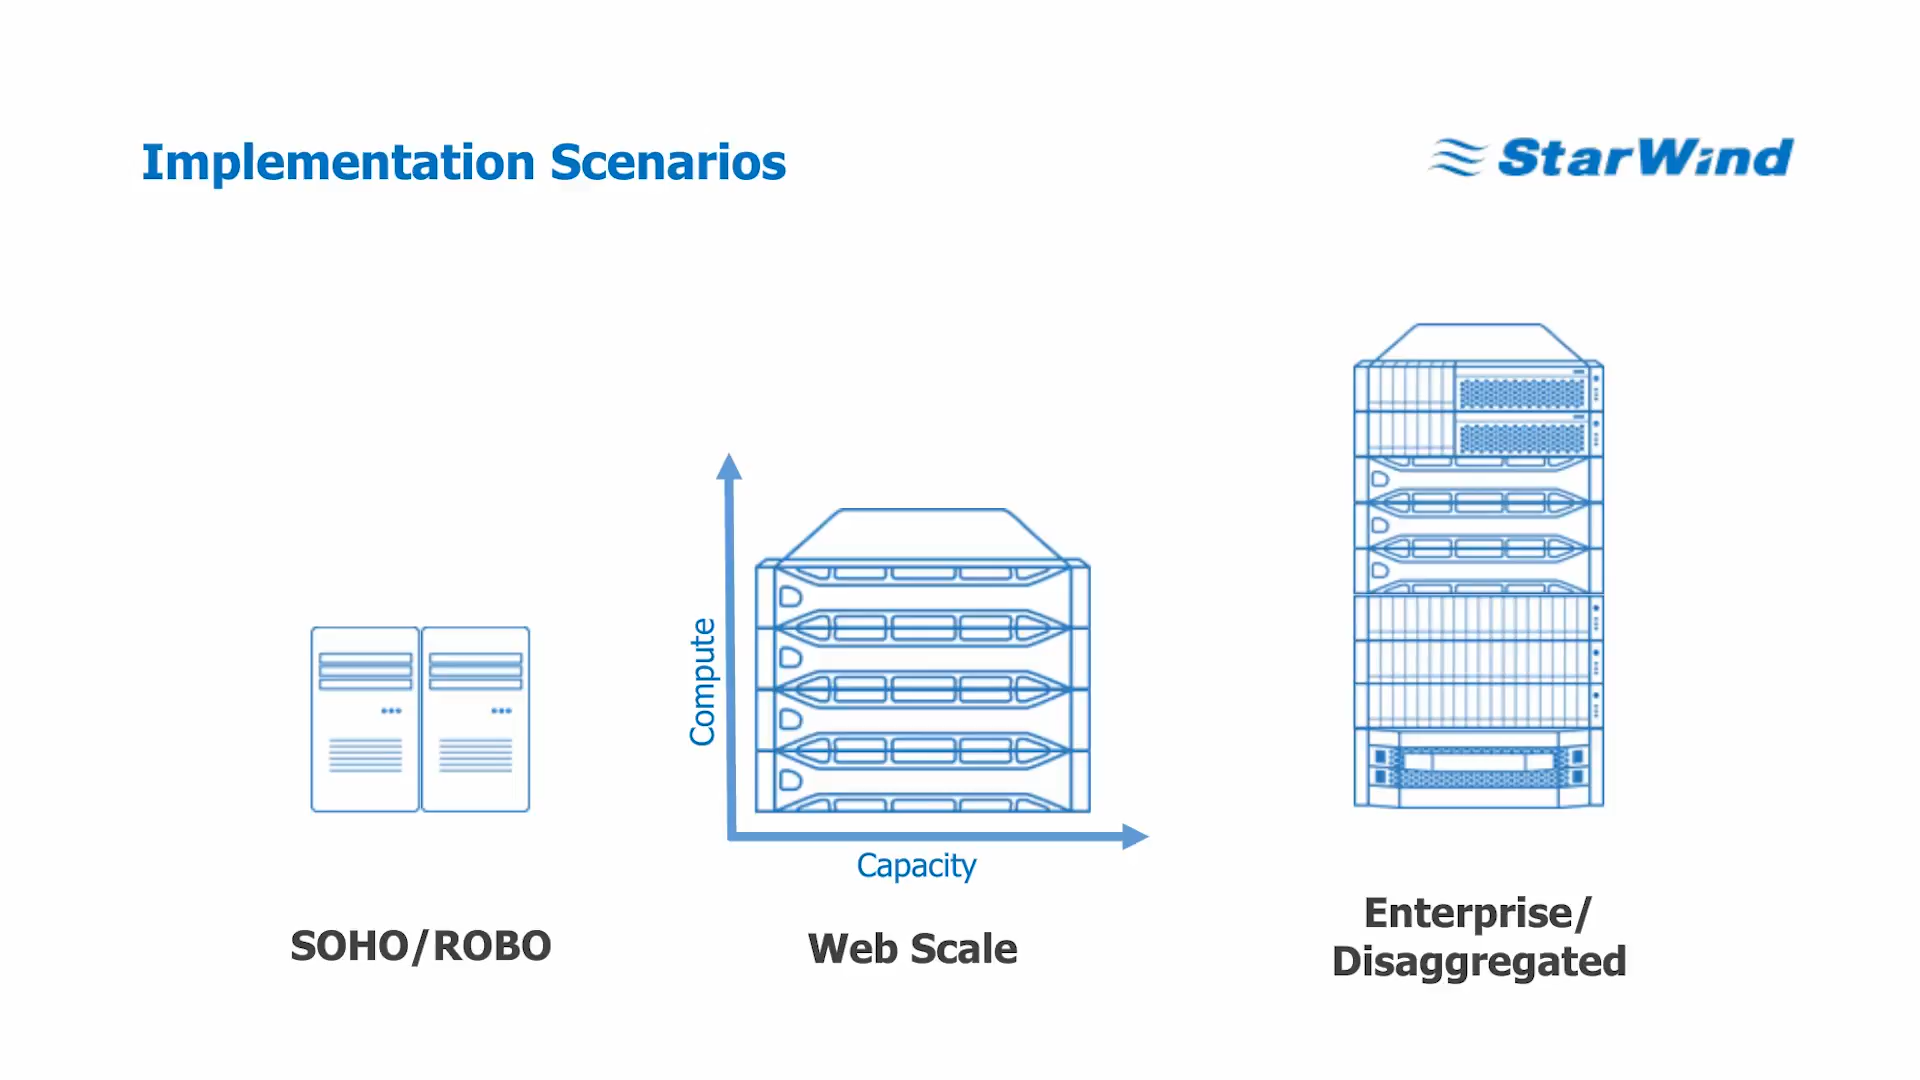 Implementation Scenarios
StarWind
Compute
Capacity
SOHO/ROBO
Web Scale
Enterprise/
Disaggregated